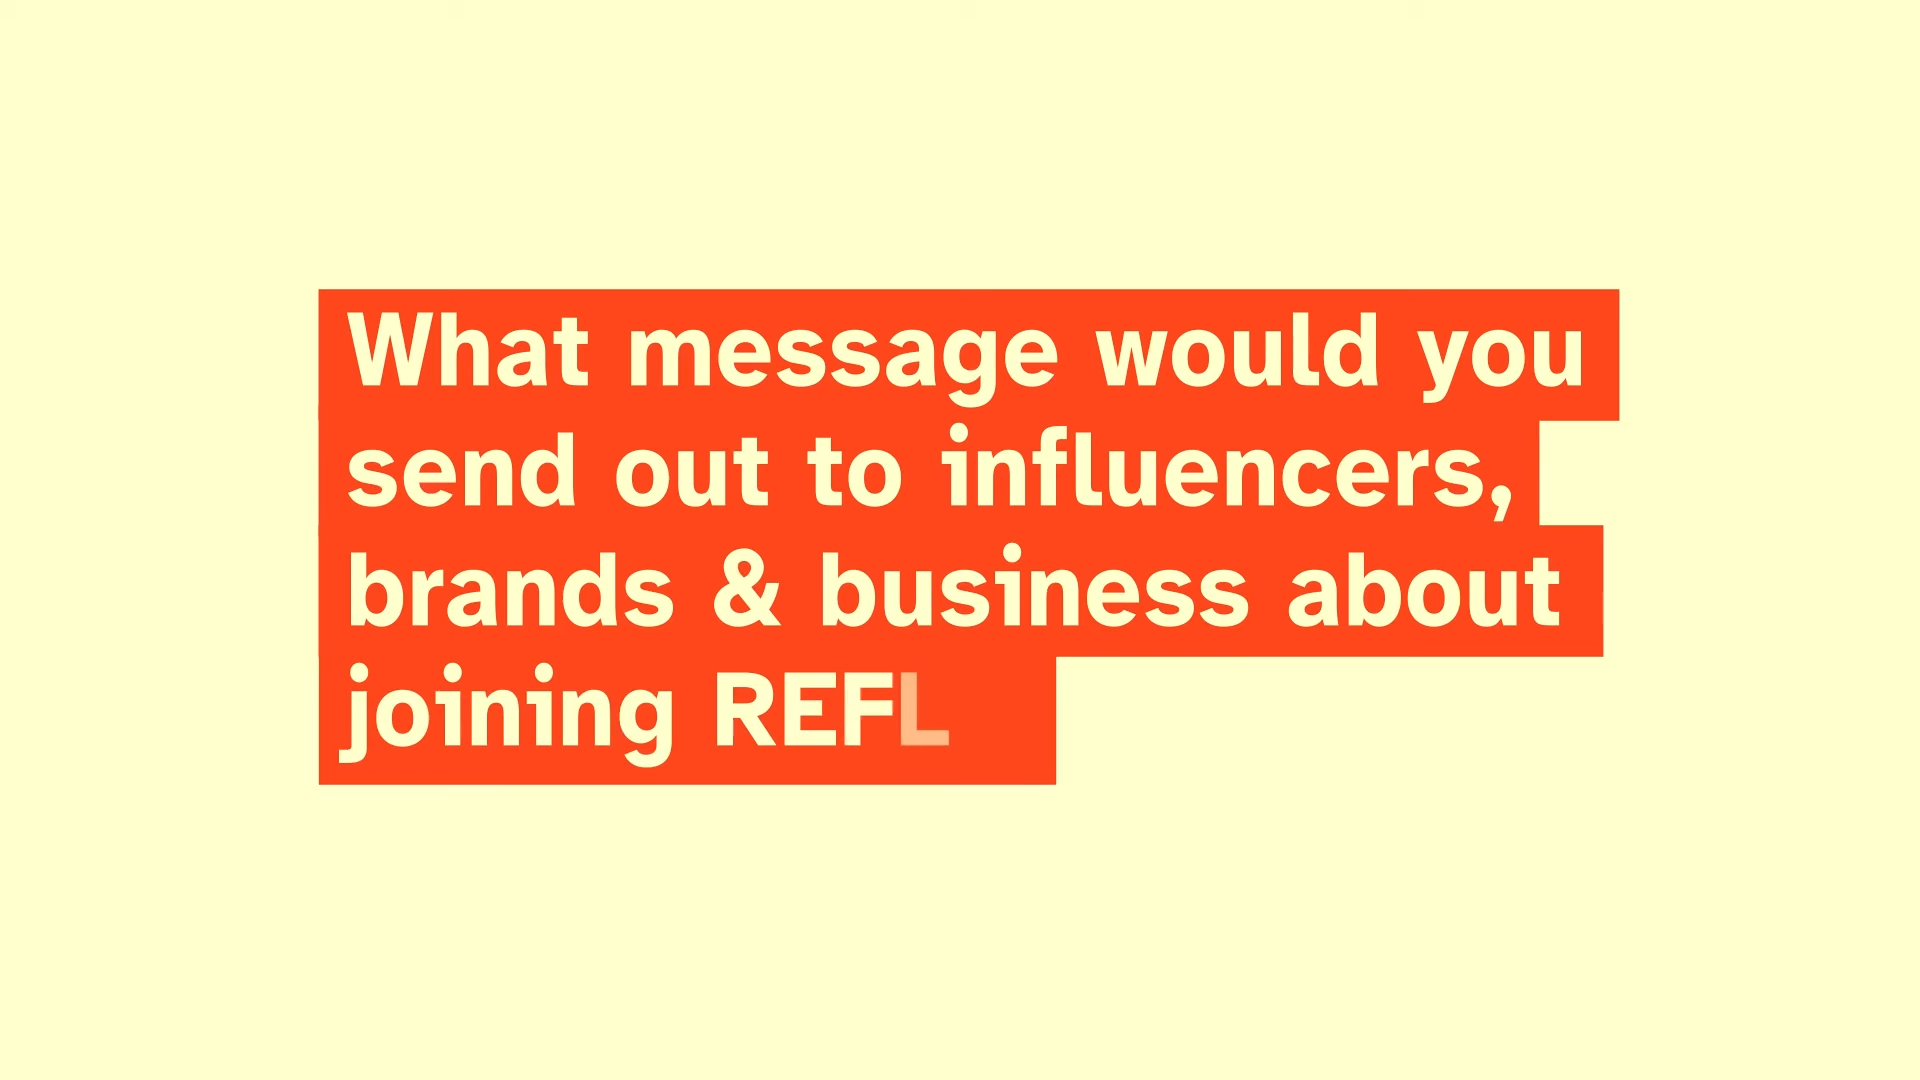 What message would you
send out to influencers,
brands & business about
joining REFL